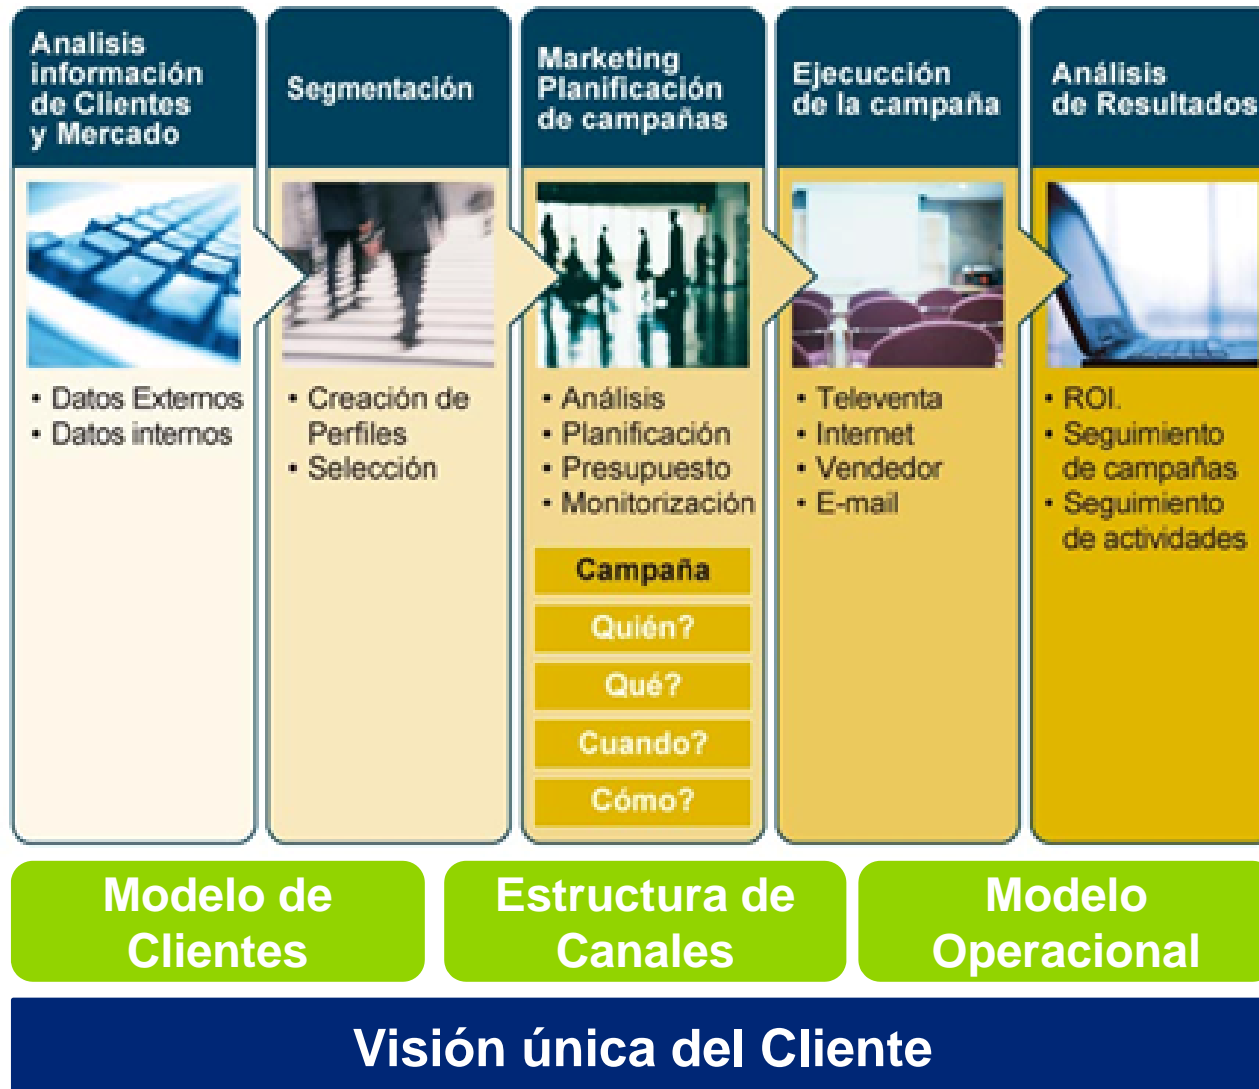 Analisis
información
de Clientes
y Mercado
Segmentación
Marketing
Planificación
de campañas
Ejecucción
de la campaña
Análisis
de Resultados
• Datos Externos
• Datos internos
• Creación de
Perfiles
• Selección
• Análisis
• Planificación
• Presupuesto
• Monitorización
Campaña
Quién?
Qué?
Cuando?
Cómo?
• Televenta
• Internet
• Vendedor
• E-mail
• ROI.
• Seguimiento
de campañas
• Seguimiento
de actividades
Modelo de
Clientes
Estructura de
Canales
Modelo
Operacional
Visión única del Cliente